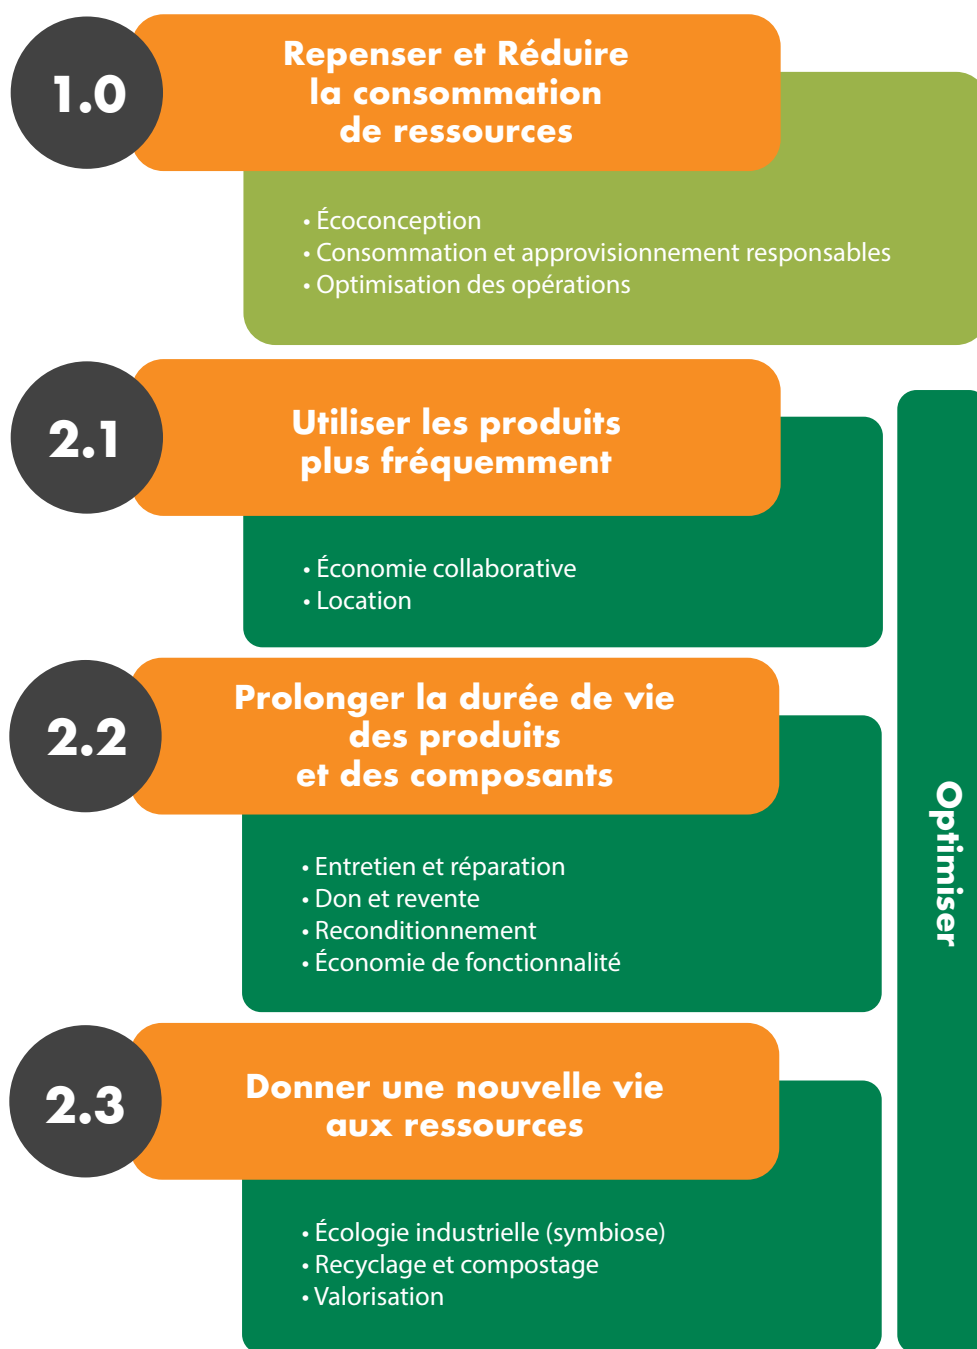 1.0
Repenser et Réduire
la consommation
de ressources
• Écoconception
• Consommation et approvisionnement responsables
• Optimisation des opérations
2.1
Utiliser les produits
plus fréquemment
• Économie collaborative
• Location
2.2
Prolonger la durée de vie
des produits
et des composants
• Entretien et réparation
• Don et revente
• Reconditionnement
• Économie de fonctionnalité
2.3
Donner une nouvelle vie
aux ressources
• Écologie industrielle (symbiose)
• Recyclage et compostage
• Valorisation
Optimiser